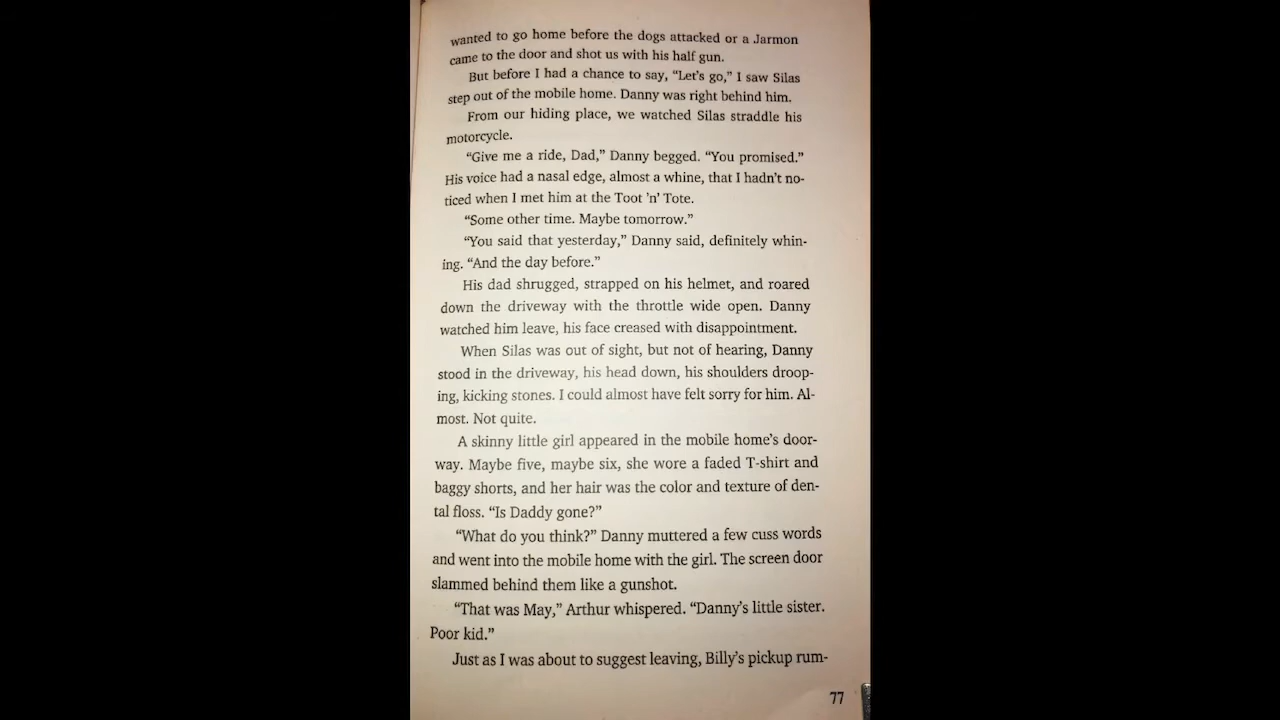 wanted to go home before the dogs attacked or a Jarmon
came to the door and shot us with his half gun.
But before I had a chance to say, “Let’s go,” I saw Silas
step out of the mobile home. Danny was right behind him.
From our hiding place, we watched Silas straddle his
motorcycle.
“Give me a ride, Dad,” Danny begged. “You promised.”
His voice had a nasal edge, almost a whine, that I hadn’t no-
ticed when I met him at the Toot ’n’ Tote.
“Some other time. Maybe tomorrow.”
“You said that yesterday,” Danny said, definitely whin-
ing. “And the day before.”
His dad shrugged, strapped on his helmet, and roared
down the driveway with the throttle wide open. Danny
watched him leave, his face creased with disappointment.
When Silas was out of sight, but not of hearing, Danny
stood in the driveway, his head down, his shoulders droop-
ing, kicking stones. I could almost have felt sorry for him. Al-
most. Not quite.
A skinny little girl appeared in the mobile home’s door-
way. Maybe five, maybe six, she wore a faded T-shirt and
baggy shorts, and her hair was the color and texture of den-
tal floss. “Is Daddy gone?”
“What do you think?” Danny muttered a few cuss words
and went into the mobile home with the girl. The screen door
slammed behind them like a gunshot.
“That was May,” Arthur whispered. “Danny’s little sister.
Poor kid.”
Just as I was about to suggest leaving, Billy’s pickup rum-
77